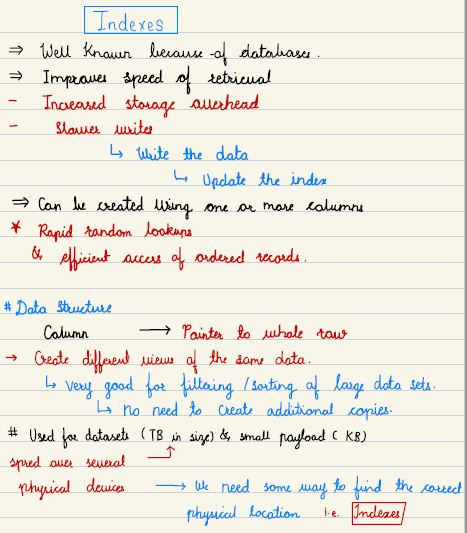 Indexes
⇒ Well Known because of databases.
⇒ Improves speed of retrieval
- Increased storage overhead
- Slower writes
↳ Write the data
↳ Update the index
⇒ Can be created using one or more columns
* Rapid random lookups
& efficient access of ordered records.
# Data Structure
Column → Pointer to whole row
→ Create different views of the same data.
↳ Very good for filtering / sorting of large data sets.
↳ no need to create additional copies.
# Used for datasets (TB in size) & small payload (KB)
spred over several
physical devices → We need some way to find the correct
physical location i.e. Indexes